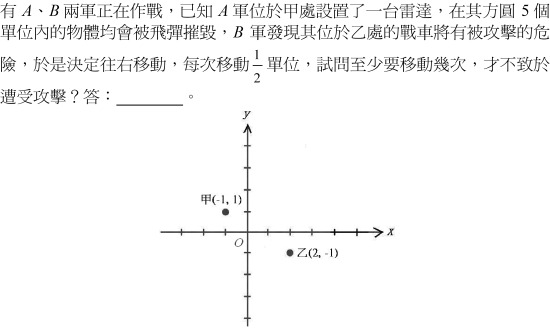 有 A、B 兩軍正在作戰，已知 A 軍位於甲處設置了一台雷達，在其方圓 5 個
單位內的物體均會被飛彈摧毀，B 軍發現其位於乙處的戰車將有被攻擊的危
險，於是決定往右移動，每次移動 1/2 單位，試問至少要移動幾次，才不致於
遭受攻擊？答：________。
y
甲(-1, 1)
O
x
乙(2, -1)